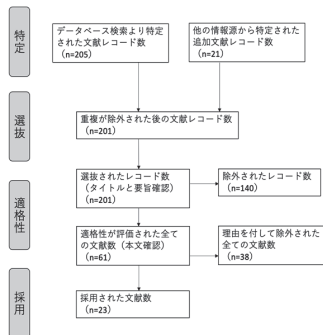 特定
データベース検索より特定
された文献レコード数
(n=205)
他の情報源から特定された
追加文献レコード数
(n=21)
選抜
重複が除外された後の文献レコード数
(n=201)
選抜されたレコード数
(タイトルと要旨確認)
(n=201)
除外されたレコード数
(n=140)
適格性
適格性が評価された全て
の文献数(本文確認)
(n=61)
理由を付して除外された
全ての文献数
(n=38)
採用
採用された文献数
(n=23)